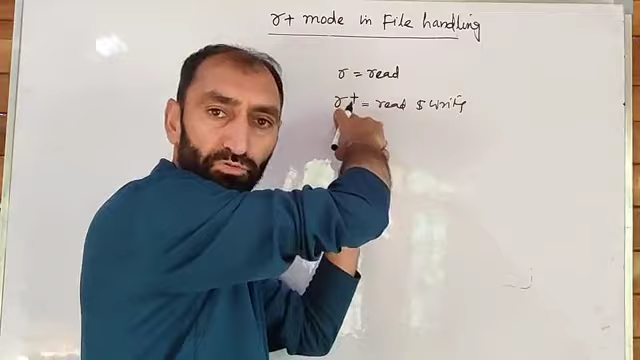 r+ mode in File handling
r = read
r+ = read $ write